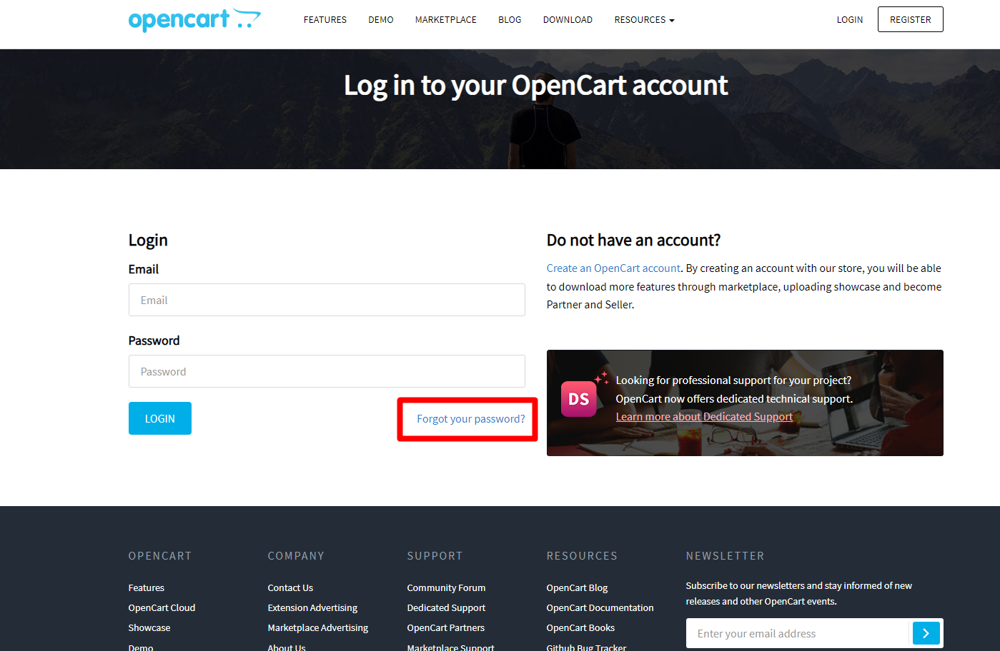 opencart
FEATURES DEMO MARKETPLACE BLOG DOWNLOAD RESOURCES
LOGIN REGISTER
Log in to your OpenCart account
Login
Email
Email
Password
Password
LOGIN
Forgot your password?
Do not have an account?
Create an OpenCart account. By creating an account with our store, you will be able
to download more features through marketplace, uploading showcase and become
Partner and Seller.
DS
Looking for professional support for your project?
OpenCart now offers dedicated technical support.
Learn more about Dedicated Support
OPENCART
Features
OpenCart Cloud
Showcase
Demo
COMPANY
Contact Us
Extension Advertising
Marketplace Advertising
About Us
SUPPORT
Community Forum
Dedicated Support
OpenCart Partners
Marketplace Support
RESOURCES
OpenCart Blog
OpenCart Documentation
OpenCart Books
Github Bug Tracker
NEWSLETTER
Subscribe to our newsletters and stay informed of new
releases and other OpenCart events.
Enter your email address